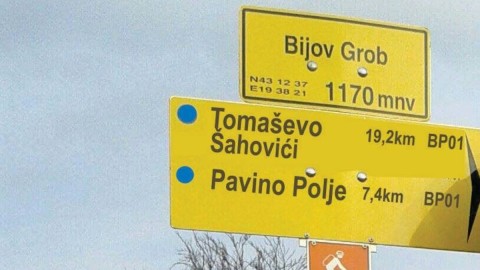 Bijov Grob
N43 12 37
E19 38 21
1170 mnv
Tomaševo 19,2km BP01
Šahovići
Pavino Polje 7,4km BP01